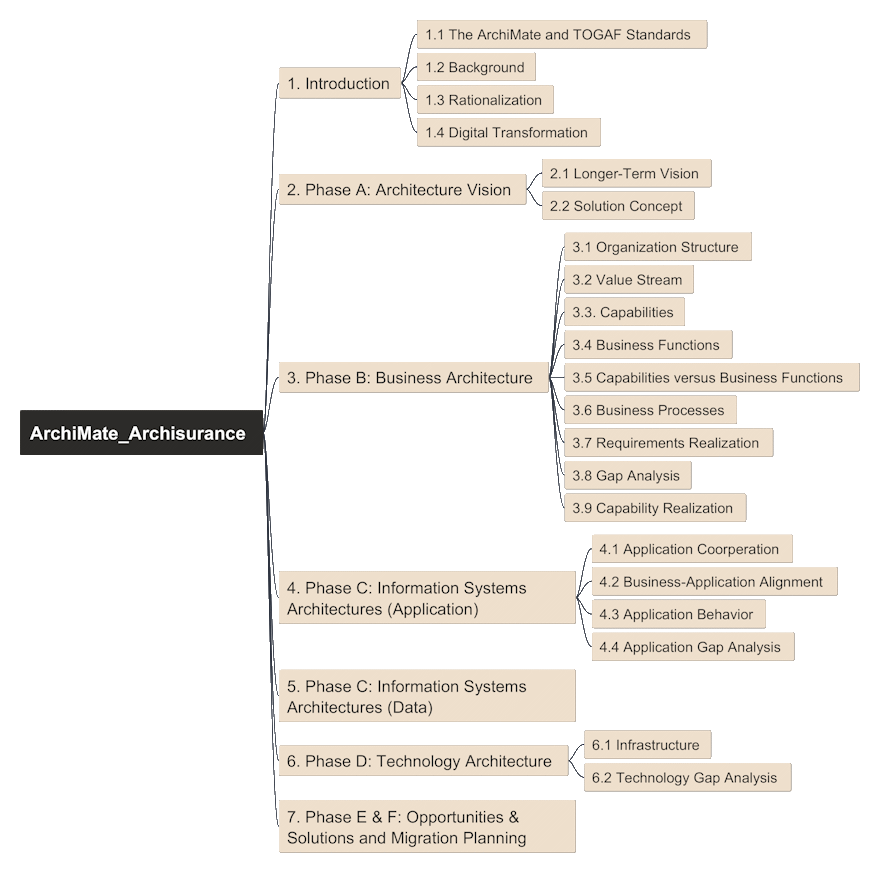 ArchiMate_Archisurance
1. Introduction
1.1 The ArchiMate and TOGAF Standards
1.2 Background
1.3 Rationalization
1.4 Digital Transformation
2. Phase A: Architecture Vision
2.1 Longer-Term Vision
2.2 Solution Concept
3. Phase B: Business Architecture
3.1 Organization Structure
3.2 Value Stream
3.3. Capabilities
3.4 Business Functions
3.5 Capabilities versus Business Functions
3.6 Business Processes
3.7 Requirements Realization
3.8 Gap Analysis
3.9 Capability Realization
4. Phase C: Information Systems
Architectures (Application)
4.1 Application Coorperation
4.2 Business-Application Alignment
4.3 Application Behavior
4.4 Application Gap Analysis
5. Phase C: Information Systems
Architectures (Data)
6. Phase D: Technology Architecture
6.1 Infrastructure
6.2 Technology Gap Analysis
7. Phase E & F: Opportunities &
Solutions and Migration Planning